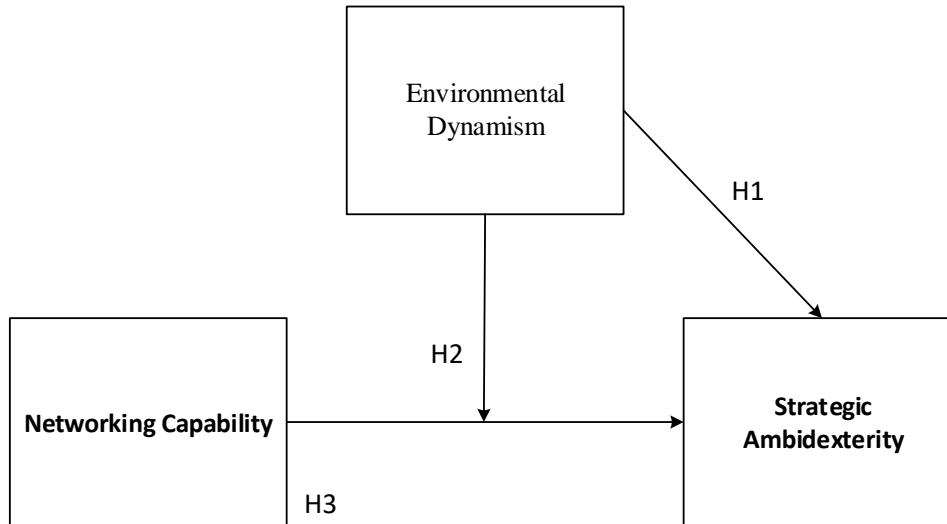 Environmental
Dynamism
H1
H2
Networking Capability
Strategic
Ambidexterity
H3